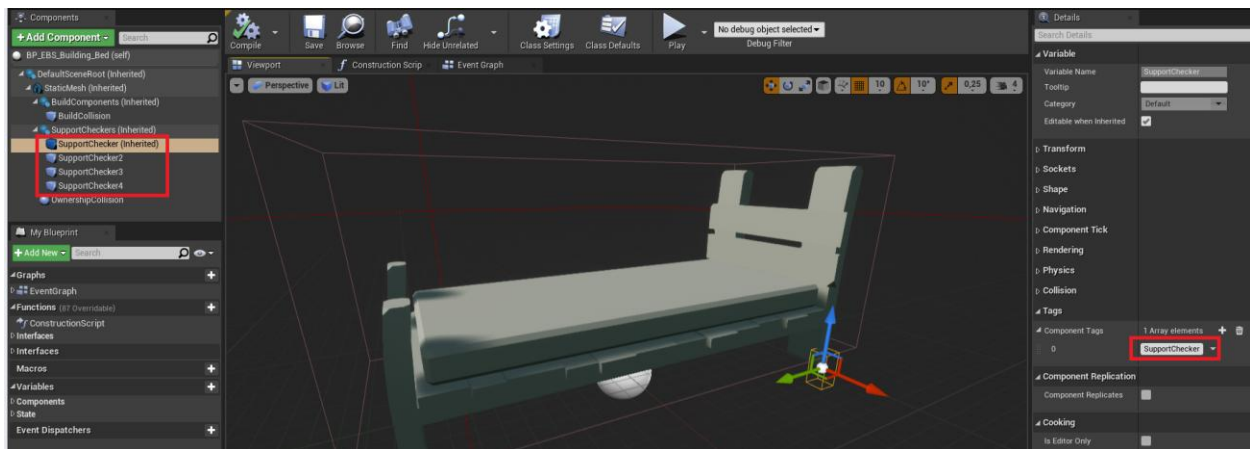 Components
+ Add Component
Search
BP_EBS_Building_Bed (self)
DefaultSceneRoot (Inherited)
StaticMesh (Inherited)
BuildComponents (Inherited)
BuildCollision
SupportCheckers (Inherited)
SupportChecker (Inherited)
SupportChecker2
SupportChecker3
SupportChecker4
OwnershipCollision
My Blueprint
+ Add New
Search
Graphs
EventGraph
Functions (87 Overridable)
ConstructionScript
Interfaces
Interfaces
Macros
Variables
Components
State
Event Dispatchers
Compile
Save
Browse
Find
Hide Unrelated
Class Settings
Class Defaults
Play
No debug object selected
Debug Filter
Viewport
Construction Scrip
Event Graph
Perspective
Lit
10
10°
0,25
4
Details
Search Details
Variable
Variable Name
SupportChecker
Tooltip
Category
Default
Editable when Inherited
Transform
Sockets
Shape
Navigation
Component Tick
Rendering
Physics
Collision
Tags
Component Tags
1 Array elements
0
SupportChecker
Component Replication
Component Replicates
Cooking
Is Editor Only